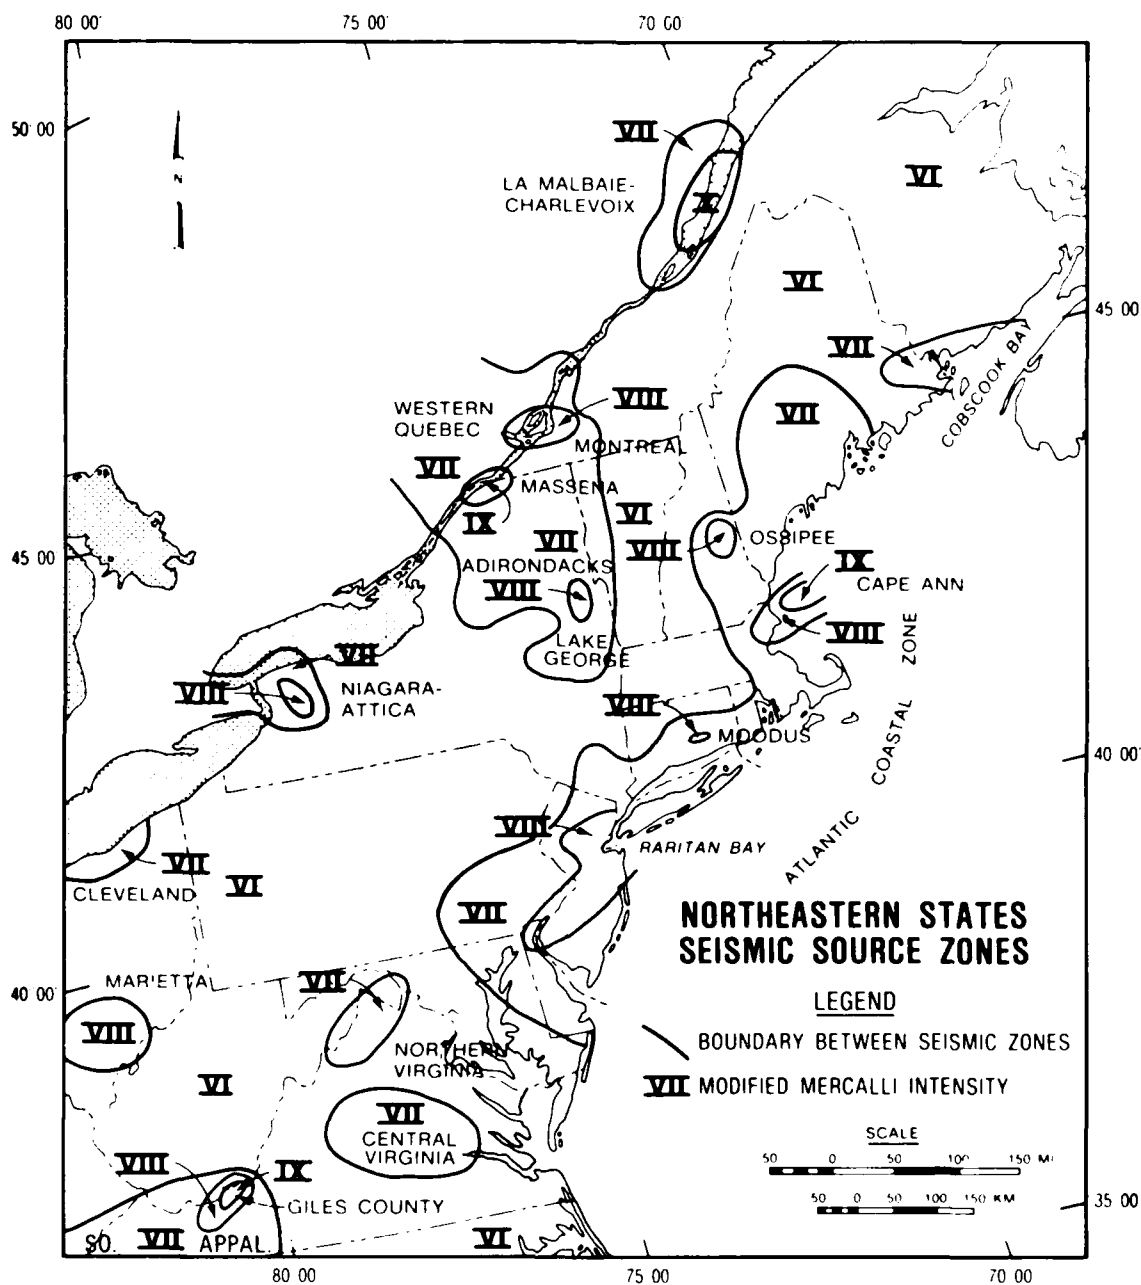 80 00'
75 00'
70 00
50 00
N
VII
LA MALBAIE-
CHARLEVOIX
X
VI
VI
45 00
VII
COBSCOOK BAY
WESTERN
QUEBEC
VIII
MONTREAL
VII
VII
MASSENA
IX
VI
VII
VIII
OSSIPEE
45 00
ADIRONDACKS
IX
CAPE ANN
VIII
LAKE
GEORGE
VIII
VII
VIII
NIAGARA-
ATTICA
VIII
MOODUS
40 00'
ATLANTIC COASTAL ZONE
VIII
RARITAN BAY
VII
CLEVELAND
VI
VII
NORTHEASTERN STATES
SEISMIC SOURCE ZONES
MARIETTA
VII
40 00'
LEGEND
VIII
BOUNDARY BETWEEN SEISMIC ZONES
NORTHERN
VIRGINIA
VI
VII MODIFIED MERCALLI INTENSITY
VII
CENTRAL
VIRGINIA
SCALE
50 0 50 100 150 MI
VIII
IX
GILES COUNTY
50 0 50 100 150 KM
35 00
SO. VII APPAL.
VI
80 00'
75 00
70 00